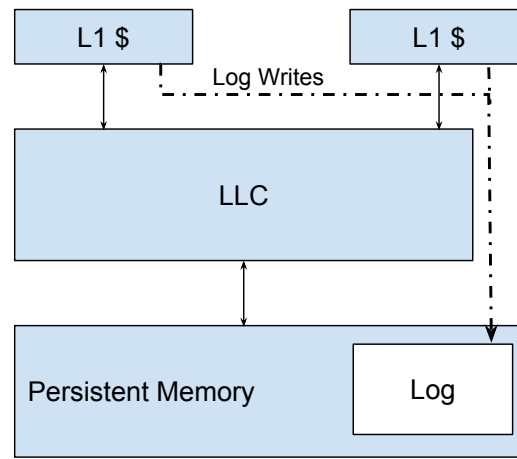 L1 $
L1 $
Log Writes
LLC
Persistent Memory
Log